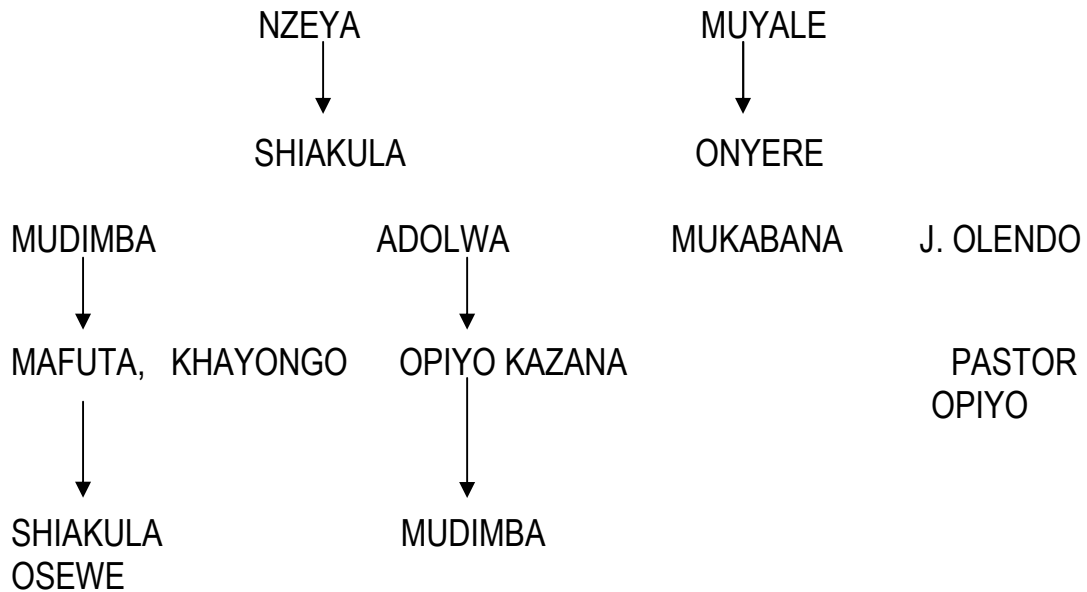 NZEYA MUYALE
SHIAKULA ONYERE
MUDIMBA ADOLWA MUKABANA J. OLENDO
MAFUTA, KHAYONGO OPIYO KAZANA PASTOR
OPIYO
SHIAKULA MUDIMBA
OSEWE